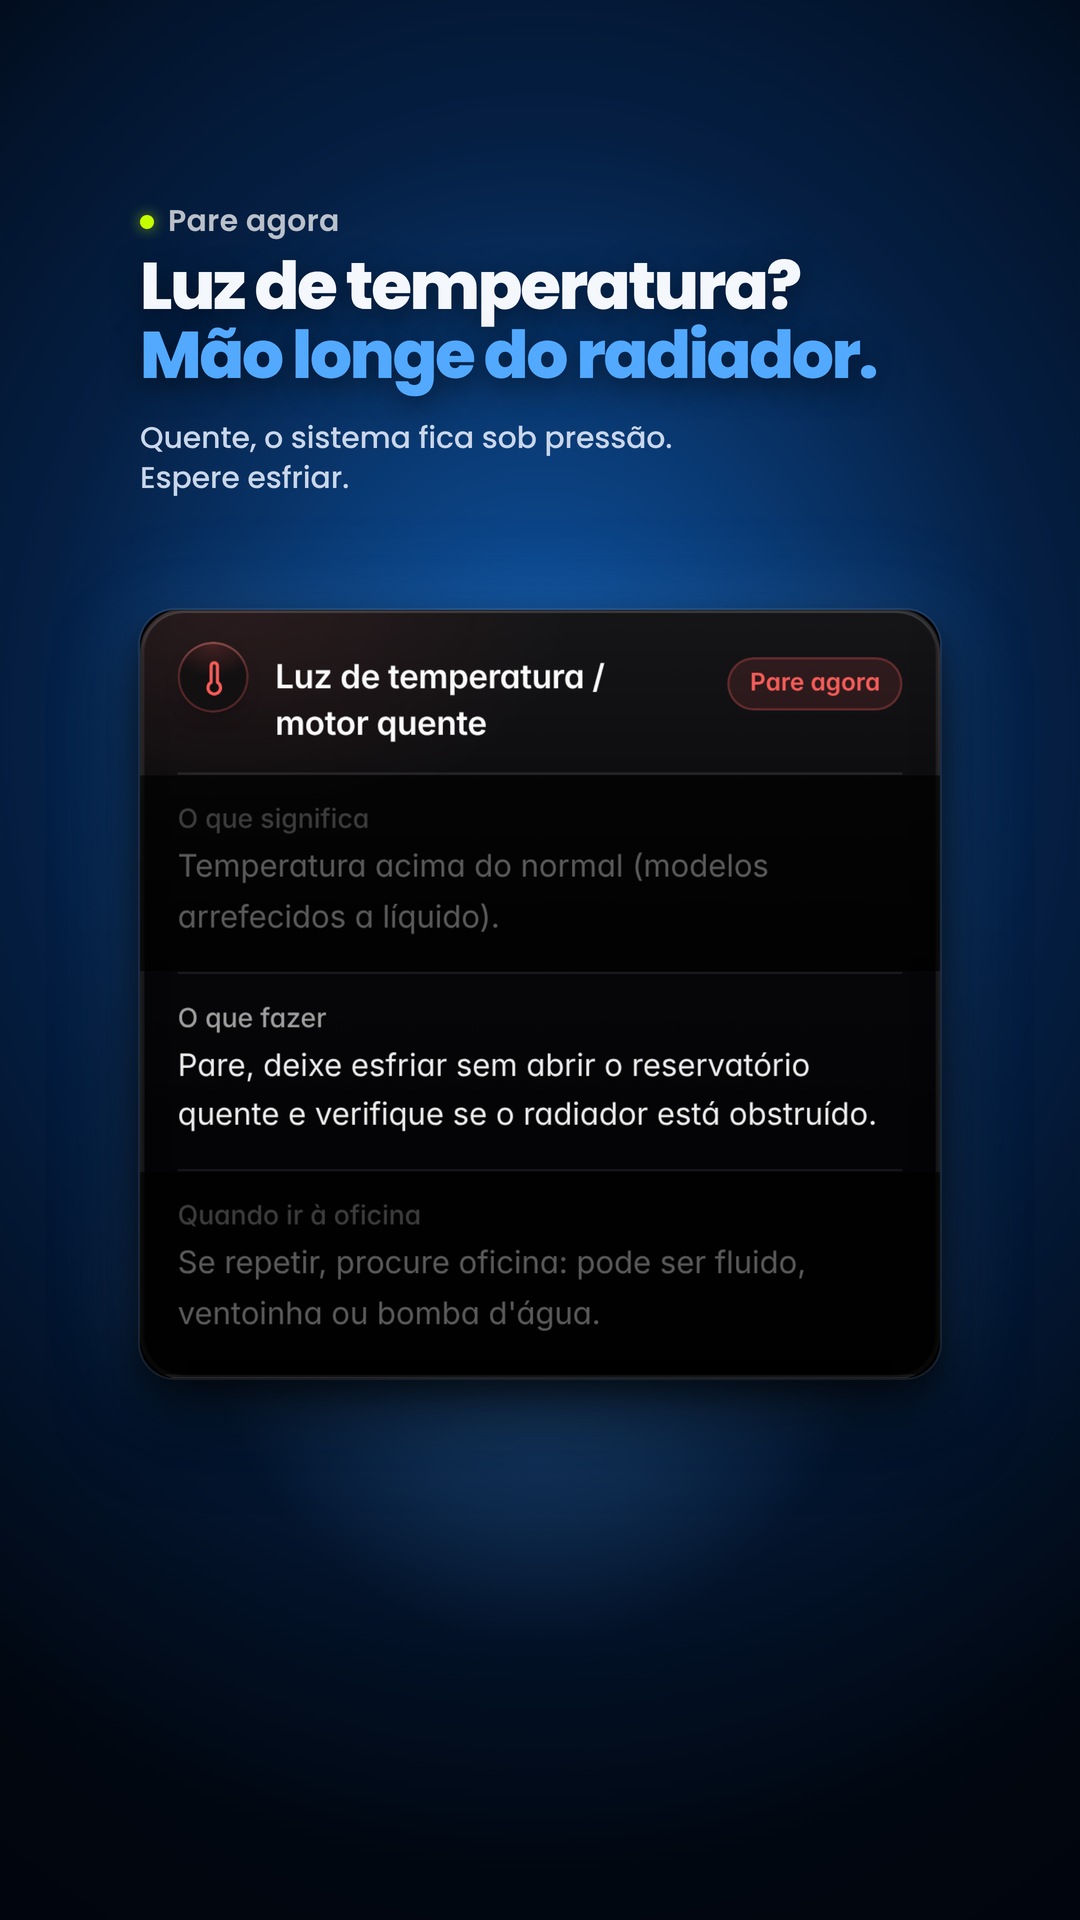 Pare agora
Luz de temperatura?
Mão longe do radiador.
Quente, o sistema fica sob pressão.
Espere esfriar.
Luz de temperatura /
motor quente
Pare agora
O que significa
Temperatura acima do normal (modelos
arrefecidos a líquido).
O que fazer
Pare, deixe esfriar sem abrir o reservatório
quente e verifique se o radiador está obstruído.
Quando ir à oficina
Se repetir, procure oficina: pode ser fluido,
ventoinha ou bomba d'água.